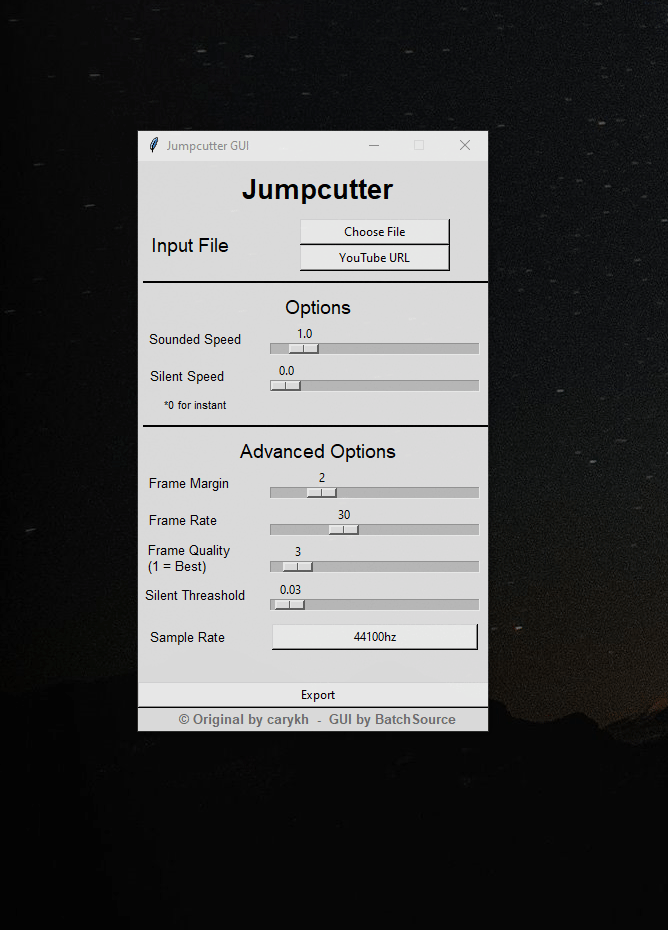 Jumpcutter GUI
Jumpcutter
Input File
Choose File
YouTube URL
Options
Sounded Speed
1.0
Silent Speed
0.0
*0 for instant
Advanced Options
Frame Margin
2
Frame Rate
30
Frame Quality
(1 = Best)
3
Silent Threashold
0.03
Sample Rate
44100hz
Export
© Original by carykh - GUI by BatchSource